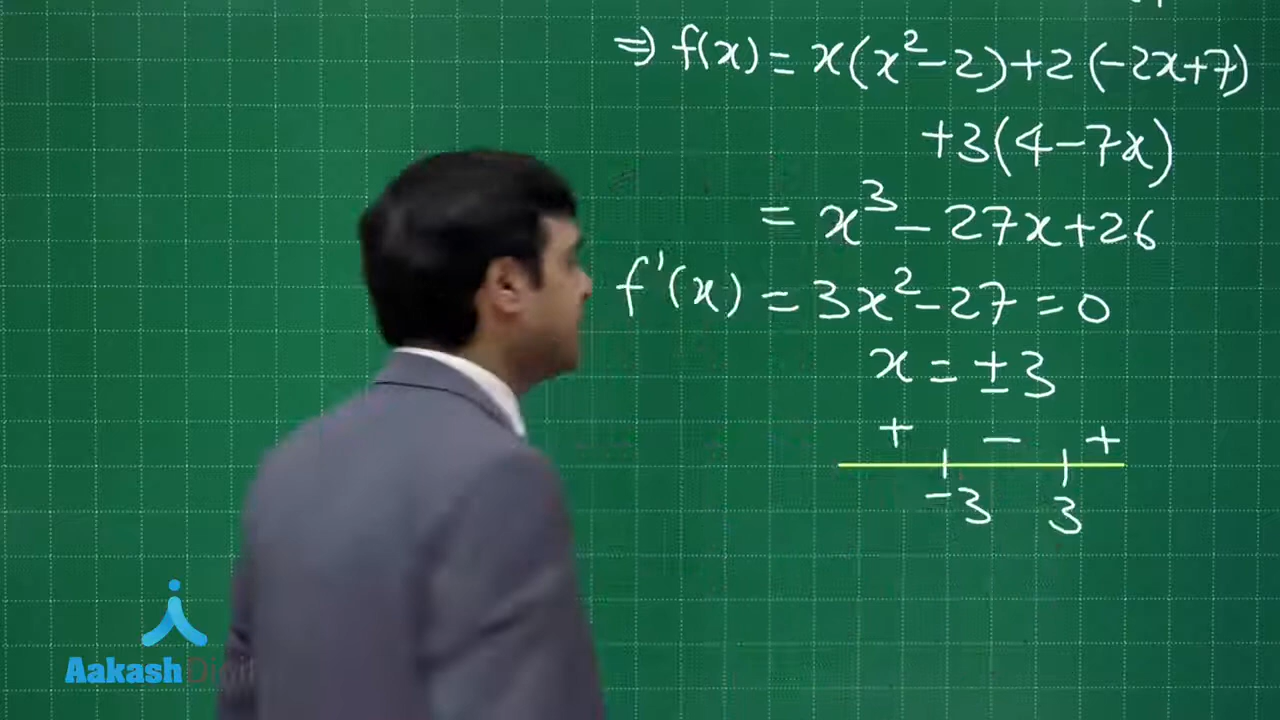 ⇒ f(x) = x(x² - 2) + 2(-2x + 7)
+ 3(4 - 7x)
= x³ - 27x + 26
f'(x) = 3x² - 27 = 0
x = ± 3
+ - +
-3 3
Aakash